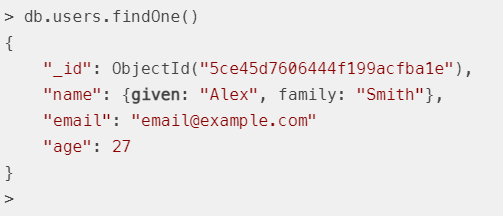 > db.users.findOne()
{
    "_id": ObjectId("5ce45d7606444f199acfba1e"),
    "name": {given: "Alex", family: "Smith"},
    "email": "email@example.com"
    "age": 27
}
>